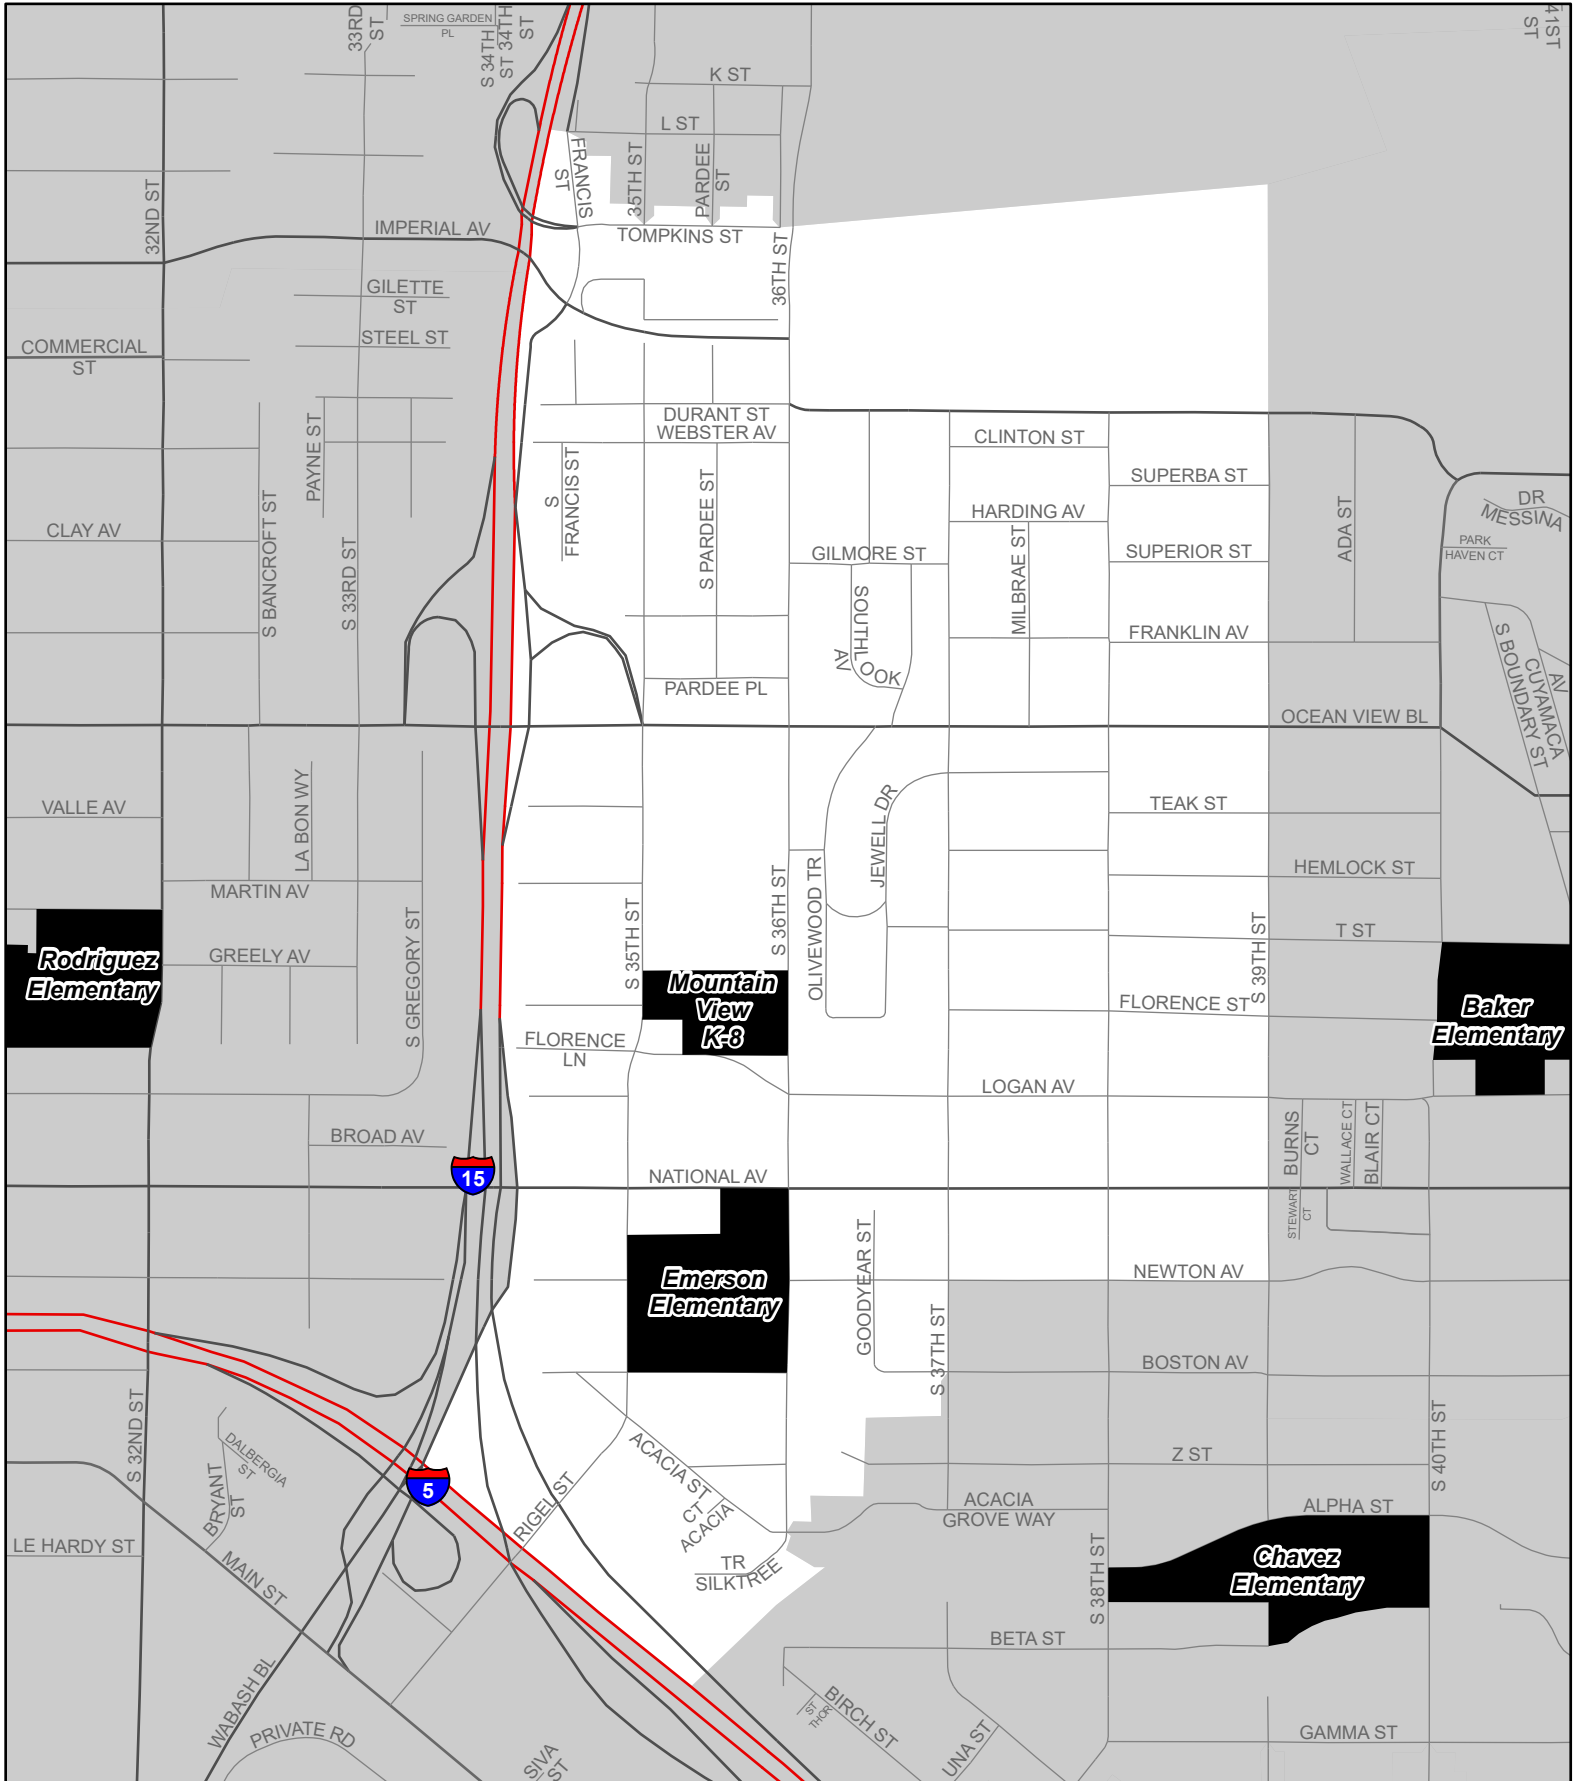 33RD
ST
SPRING GARDEN
PL
S 34TH
ST
34TH
ST
41ST
ST
K ST
L ST
FRANCIS
ST
35TH ST
PARDEE
ST
32ND ST
IMPERIAL AV
TOMPKINS ST
36TH ST
GILETTE
ST
STEEL ST
COMMERCIAL
ST
DURANT ST
WEBSTER AV
CLINTON ST
SUPERBA ST
PAYNE ST
S
FRANCIS ST
S PARDEE ST
HARDING AV
ADA ST
DR
MESSINA
CLAY AV
S BANCROFT ST
S 33RD ST
GILMORE ST
MILBRAE ST
SUPERIOR ST
PARK
HAVEN CT
SOUTHL
OOK
AV
FRANKLIN AV
S BOUNDARY ST
CUYAMACA
AV
PARDEE PL
OCEAN VIEW BL
VALLE AV
LA BON WY
JEWELL DR
TEAK ST
MARTIN AV
OLIVEWOOD TR
HEMLOCK ST
S 35TH ST
S 36TH ST
S 39TH ST
T ST
S GREGORY ST
GREELY AV
Rodriguez
Elementary
Mountain
View
K-8
FLORENCE ST
Baker
Elementary
FLORENCE
LN
LOGAN AV
BROAD AV
BURNS
CT
WALLACE CT
BLAIR CT
15
NATIONAL AV
STEWART
CT
GOODYEAR ST
Emerson
Elementary
NEWTON AV
S 37TH ST
BOSTON AV
S 32ND ST
S 40TH ST
DALBERGIA
ST
BRYANT
ST
ACACIA ST
CT
ACACIA
Z ST
5
RIGEL ST
ACACIA
GROVE WAY
ALPHA ST
LE HARDY ST
MAIN ST
TR
SILKTREE
S 38TH ST
Chavez
Elementary
BETA ST
WABASH BL
PRIVATE RD
SIVA
ST
ST
THOR
BIRCH ST
UNA ST
GAMMA ST